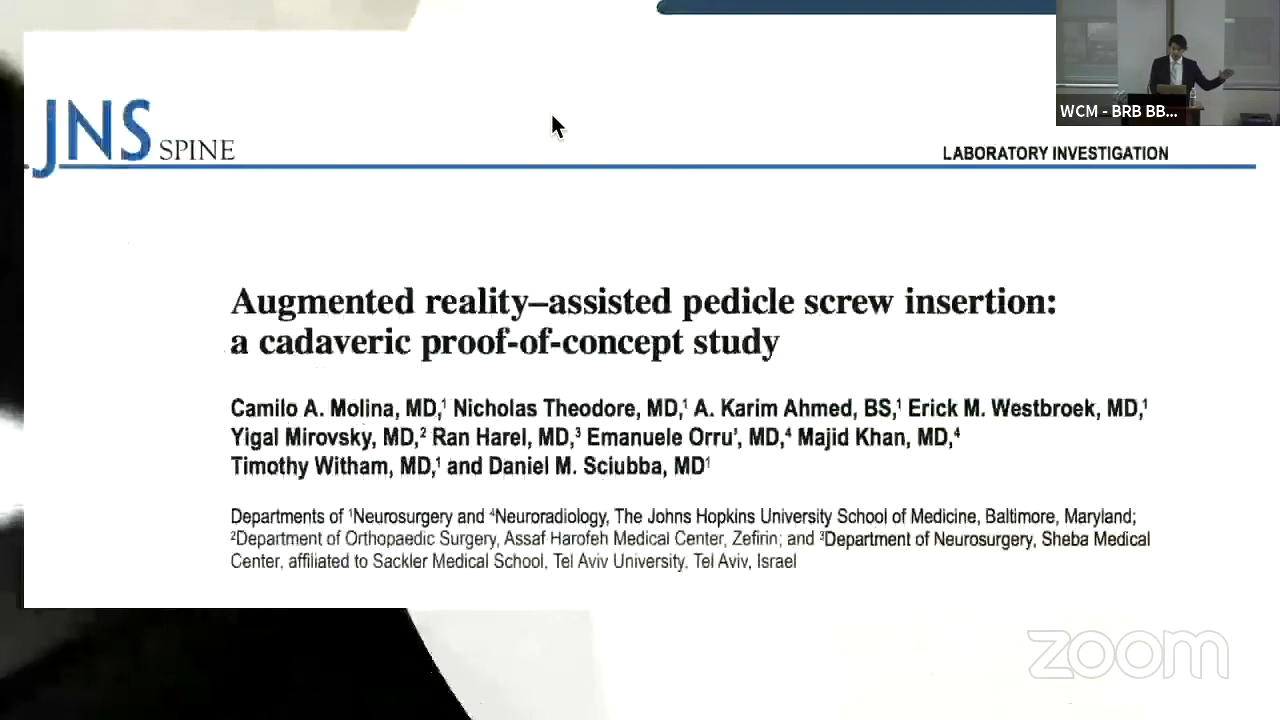 JNS SPINE
LABORATORY INVESTIGATION
WCM - BRB BB...
Augmented reality–assisted pedicle screw insertion:
a cadaveric proof-of-concept study
Camilo A. Molina, MD,¹ Nicholas Theodore, MD,¹ A. Karim Ahmed, BS,¹ Erick M. Westbroek, MD,¹
Yigal Mirovsky, MD,² Ran Harel, MD,³ Emanuele Orru', MD,⁴ Majid Khan, MD,⁴
Timothy Witham, MD,¹ and Daniel M. Sciubba, MD¹
Departments of ¹Neurosurgery and ⁴Neuroradiology, The Johns Hopkins University School of Medicine, Baltimore, Maryland;
²Department of Orthopaedic Surgery, Assaf Harofeh Medical Center, Zefirin; and ³Department of Neurosurgery, Sheba Medical
Center, affiliated to Sackler Medical School, Tel Aviv University, Tel Aviv, Israel
zoom